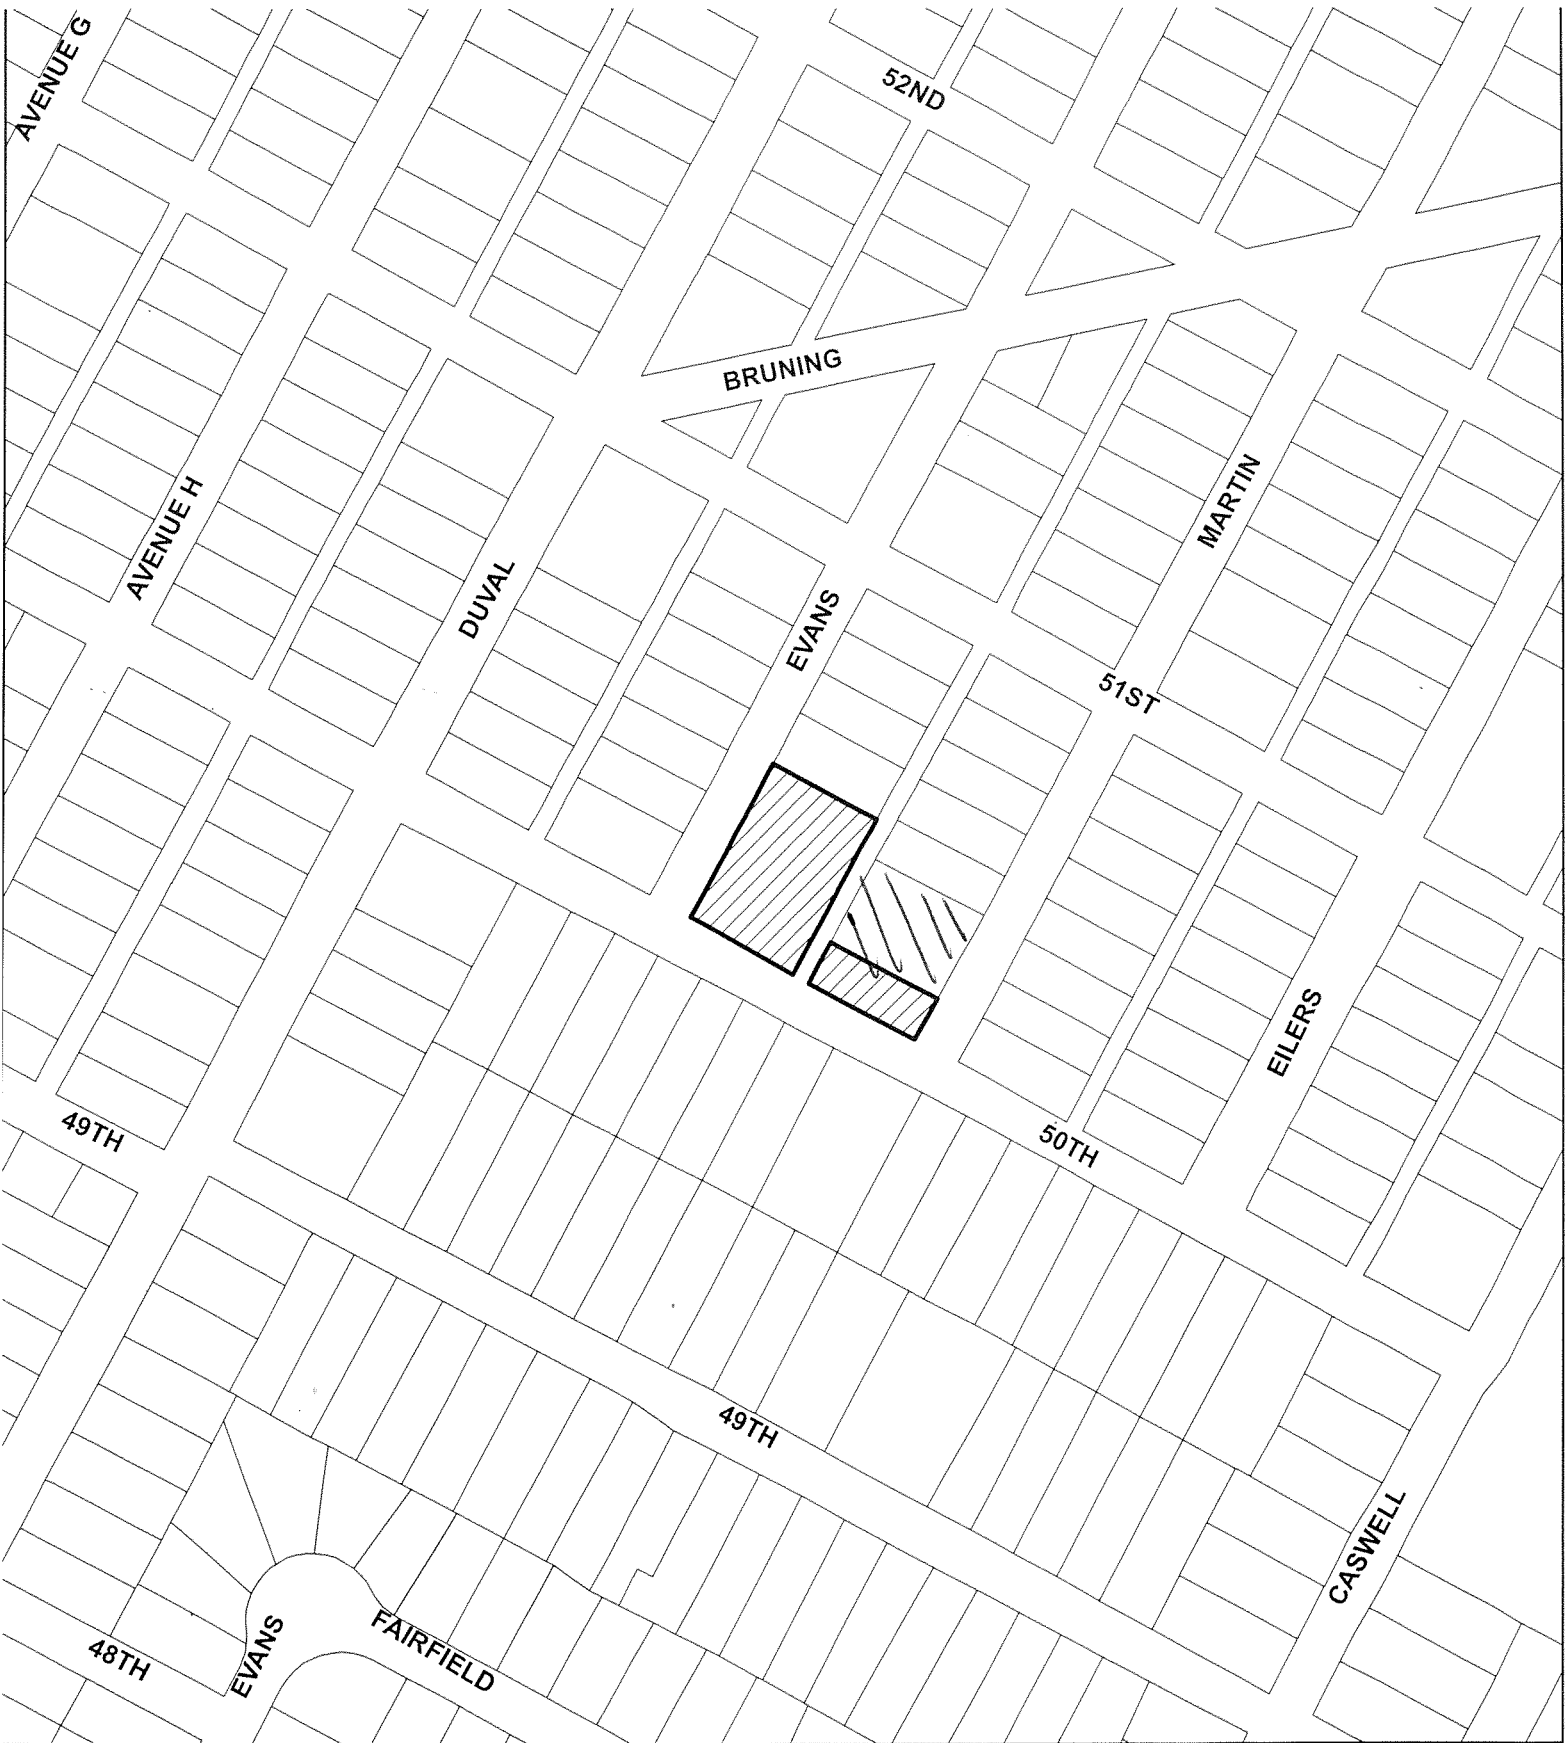 AVENUE G
52ND
BRUNING
AVENUE H
MARTIN
DUVAL
EVANS
51ST
EILERS
49TH
50TH
49TH
CASWELL
EVANS
FAIRFIELD
48TH